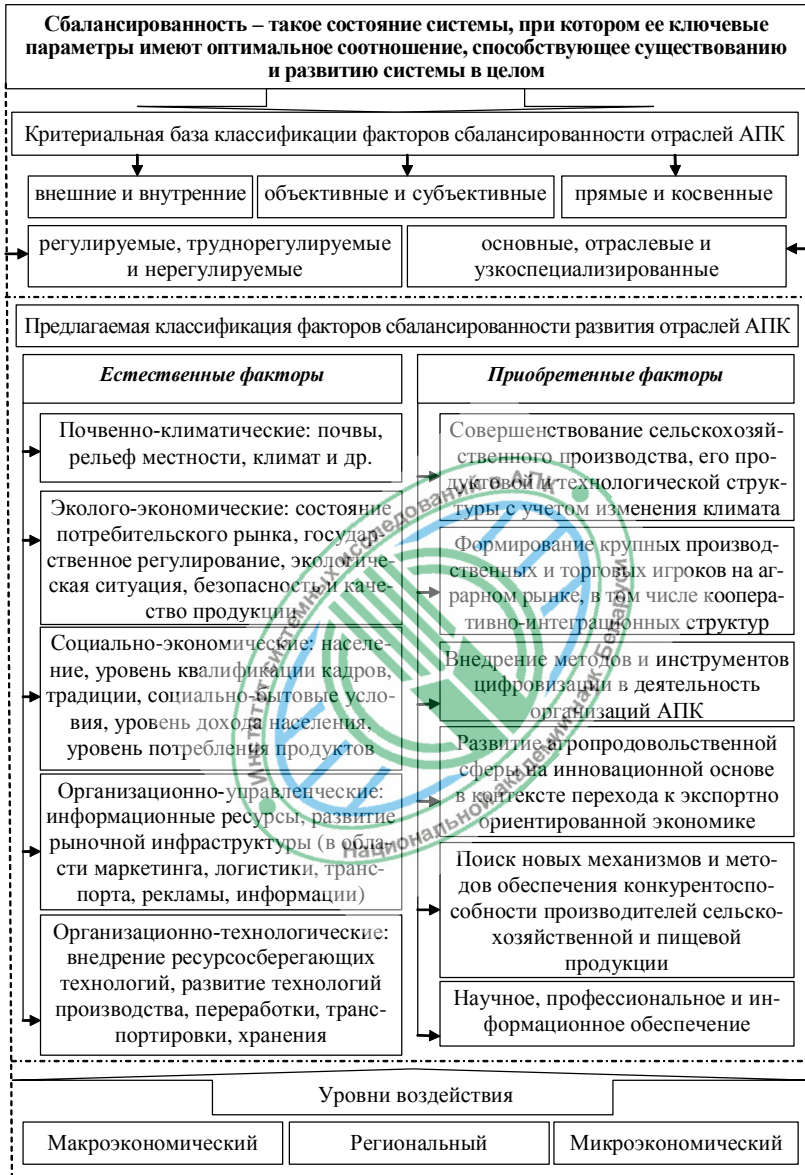 Сбалансированность – такое состояние системы, при котором ее ключевые
параметры имеют оптимальное соотношение, способствующее существованию
и развитию системы в целом
Критериальная база классификации факторов сбалансированности отраслей АПК
внешние и внутренние
объективные и субъективные
прямые и косвенные
регулируемые, труднорегулируемые
и нерегулируемые
основные, отраслевые и
узкоспециализированные
Предлагаемая классификация факторов сбалансированности развития отраслей АПК
Естественные факторы
Почвенно-климатические: почвы,
рельеф местности, климат и др.
Эколого-экономические: состояние
потребительского рынка, государ-
ственное регулирование, экологиче-
ская ситуация, безопасность и каче-
ство продукции
Социально-экономические: населе-
ние, уровень квалификации кадров,
традиции, социально-бытовые усло-
вия, уровень дохода населения,
уровень потребления продуктов
Организационно-управленческие:
информационные ресурсы, развитие
рыночной инфраструктуры (в обла-
сти маркетинга, логистики, транс-
порта, рекламы, информации)
Организационно-технологические:
внедрение ресурсосберегающих
технологий, развитие технологий
производства, переработки, транс-
портировки, хранения
Приобретенные факторы
Совершенствование сельскохозяй-
ственного производства, его про-
дуктовой и технологической струк-
туры с учетом изменения климата
Формирование крупных производ-
ственных и торговых игроков на аг-
рарном рынке, в том числе коопера-
тивно-интеграционных структур
Внедрение методов и инструментов
цифровизации в деятельность
организаций АПК
Развитие агропродовольственной
сферы на инновационной основе
в контексте перехода к экспортно
ориентированной экономике
Поиск новых механизмов и мето-
дов обеспечения конкурентоспо-
собности производителей сельско-
хозяйственной и пищевой
продукции
Научное, профессиональное и ин-
формационное обеспечение
Институт системных исследований в АПК
Национальной академии наук Беларуси
Уровни воздействия
Макроэкономический
Региональный
Микроэкономический